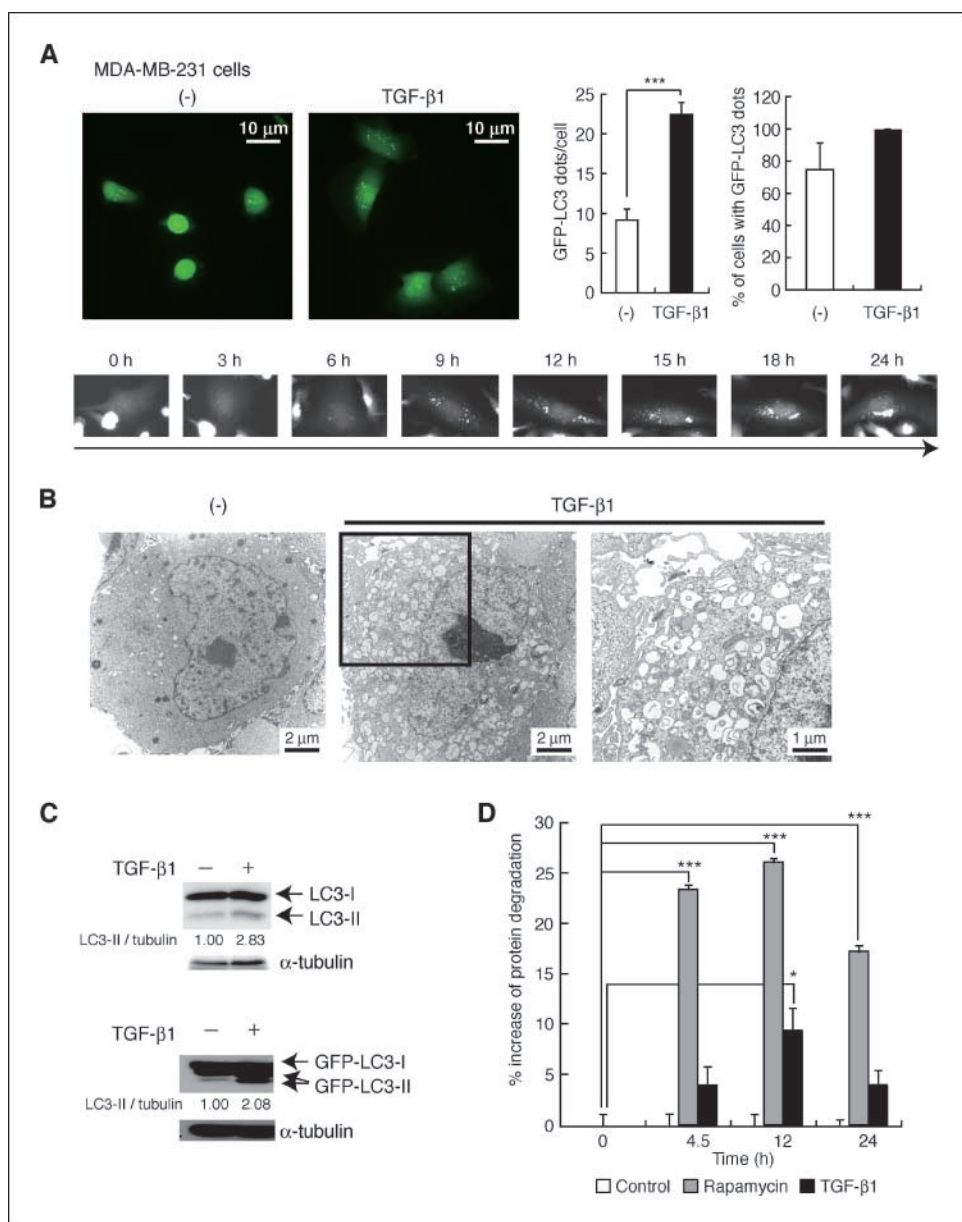 A
MDA-MB-231 cells
(-)
TGF-β1
10 μm
10 μm
GFP-LC3 dots/cell
25
20
15
10
5
0
***
(-) TGF-β1
% of cells with GFP-LC3 dots
120
100
80
60
40
20
0
(-) TGF-β1
0 h 3 h 6 h 9 h 12 h 15 h 18 h 24 h
B
(-)
TGF-β1
2 μm
2 μm
1 μm
C
TGF-β1 – +
LC3-I
LC3-II
LC3-II / tubulin 1.00 2.83
α-tubulin
TGF-β1 – +
GFP-LC3-I
GFP-LC3-II
LC3-II / tubulin 1.00 2.08
α-tubulin
D
% increase of protein degradation
30
25
20
15
10
5
0
***
***
***
*
0 4.5 12 24
Time (h)
Control Rapamycin TGF-β1